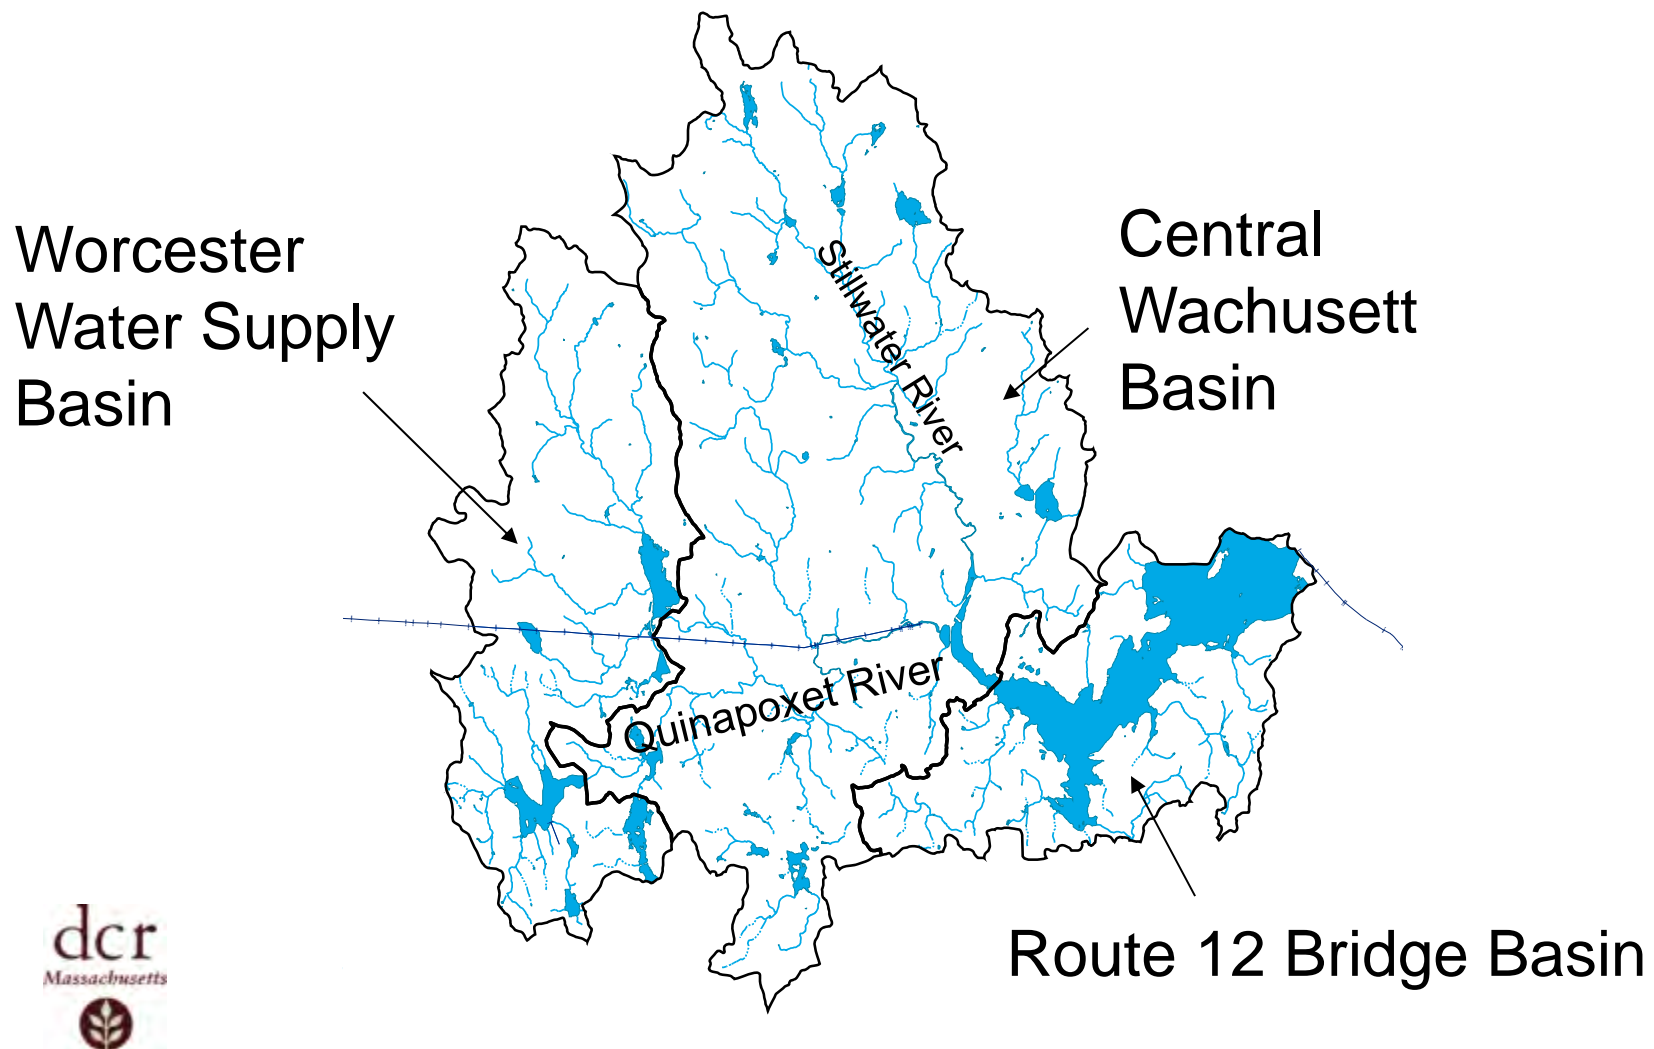 Worcester
Water Supply
Basin
Central
Wachusett
Basin
Stillwater River
Quinapoxet River
Route 12 Bridge Basin
dcr
Massachusetts